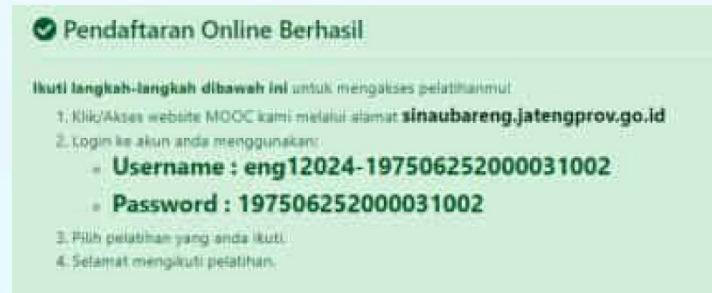 Pendaftaran Online Berhasil
Ikuti langkah-langkah dibawah ini untuk mengakses pelatihanmu!
1. Klik/Akses website MOOC kami melalui alamat sinaubareng.jatengprov.go.id
2. Login ke akun anda menggunakan:
Username : eng12024-197506252000031002
Password : 197506252000031002
3. Pilih pelatihan yang anda ikuti.
4. Selamat mengikuti pelatihan.